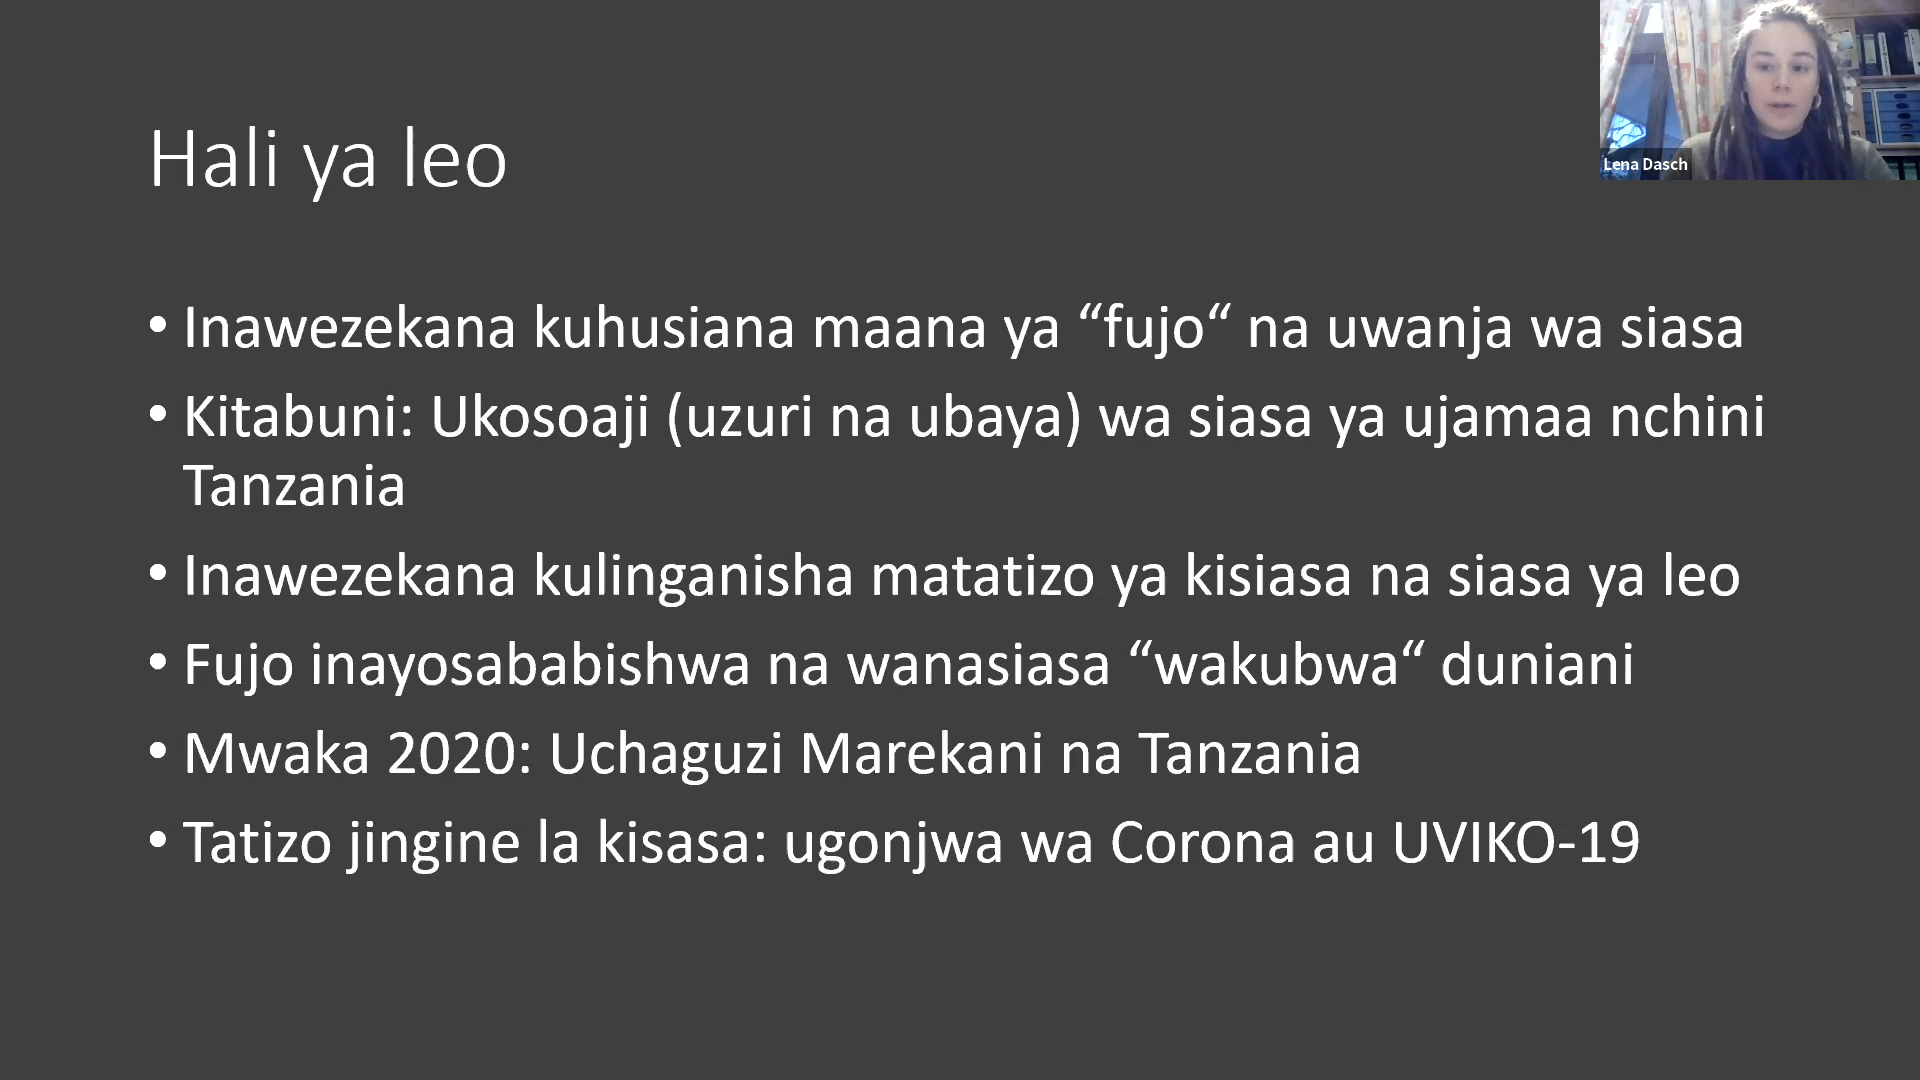 Hali ya leo
Lena Dasch
• Inawezekana kuhusiana maana ya “fujo“ na uwanja wa siasa
• Kitabuni: Ukosoaji (uzuri na ubaya) wa siasa ya ujamaa nchini
Tanzania
• Inawezekana kulinganisha matatizo ya kisiasa na siasa ya leo
• Fujo inayosababishwa na wanasiasa “wakubwa“ duniani
• Mwaka 2020: Uchaguzi Marekani na Tanzania
• Tatizo jingine la kisasa: ugonjwa wa Corona au UVIKO-19